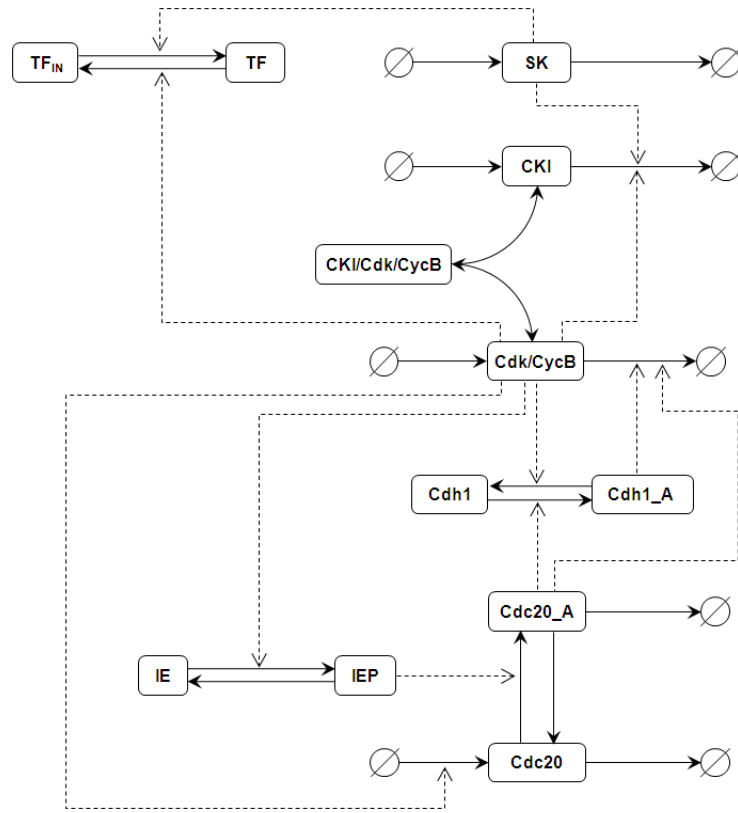 TF_IN
TF
SK
CKI
CKI/Cdk/CycB
Cdk/CycB
Cdh1
Cdh1_A
Cdc20_A
IE
IEP
Cdc20